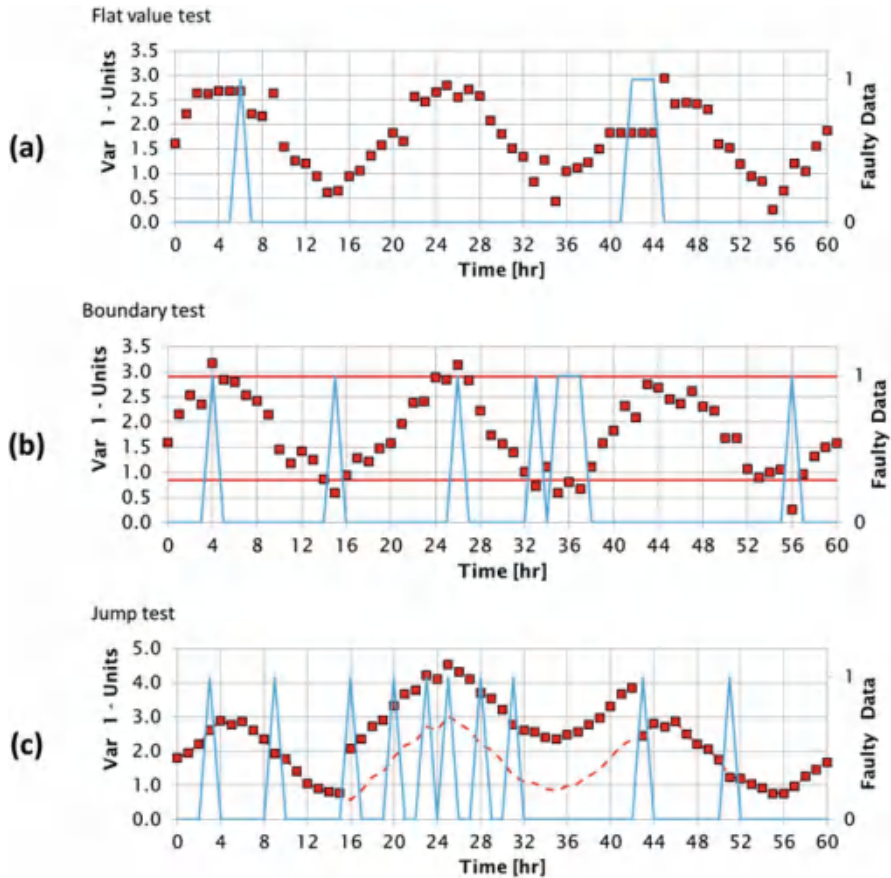 Flat value test
(a)
Var 1 - Units
3.5
3.0
2.5
2.0
1.5
1.0
0.5
0.0
1
0
Faulty Data
0 4 8 12 16 20 24 28 32 36 40 44 48 52 56 60
Time [hr]
Boundary test
(b)
Var 1 - Units
3.5
3.0
2.5
2.0
1.5
1.0
0.5
0.0
1
0
Faulty Data
0 4 8 12 16 20 24 28 32 36 40 44 48 52 56 60
Time [hr]
Jump test
(c)
Var 1 - Units
5.0
4.0
3.0
2.0
1.0
0.0
1
0
Faulty Data
0 4 8 12 16 20 24 28 32 36 40 44 48 52 56 60
Time [hr]